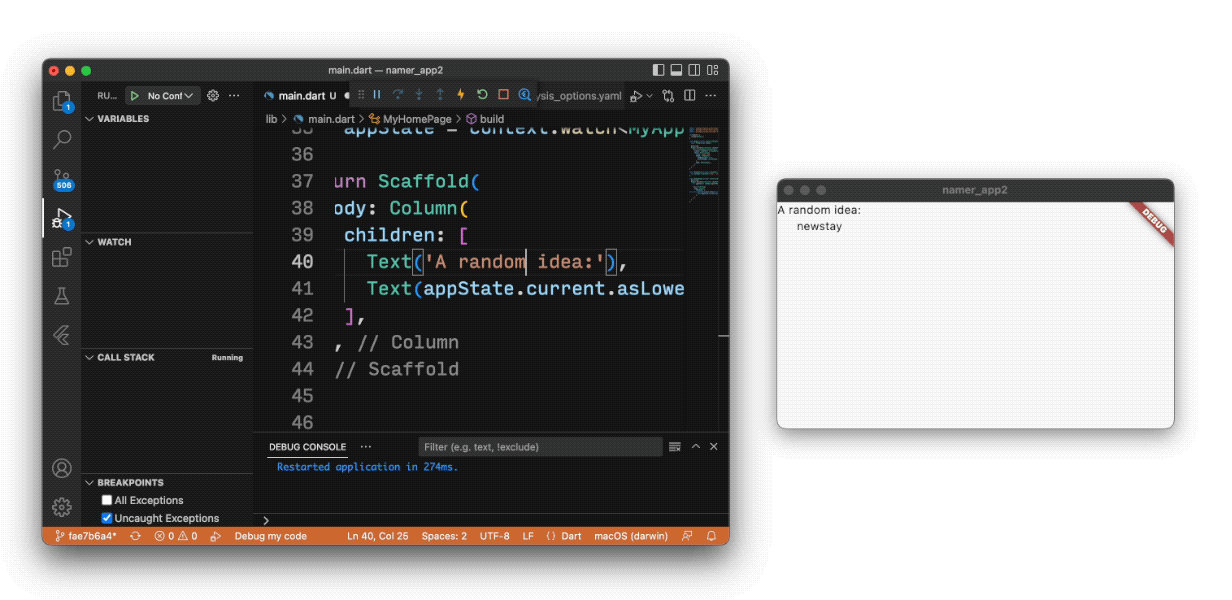 main.dart — namer_app2
RU...
No Conf
main.dart U
ysis_options.yaml
1
VARIABLES
lib > main.dart > MyHomePage > build
35 appState = context.watch<MyApp
36
37 urn Scaffold(
38 ody: Column(
39 children: [
40 Text('A random idea:'),
41 Text(appState.current.asLowe
42 ],
43 , // Column
44 // Scaffold
45
46
506
1
WATCH
CALL STACK
Running
BREAKPOINTS
All Exceptions
Uncaught Exceptions
DEBUG CONSOLE
Filter (e.g. text, !exclude)
Restarted application in 274ms.
fae7b6a4*
0
0
Debug my code
Ln 40, Col 25
Spaces: 2
UTF-8
LF
{} Dart
macOS (darwin)
namer_app2
A random idea:
newstay
DEBUG